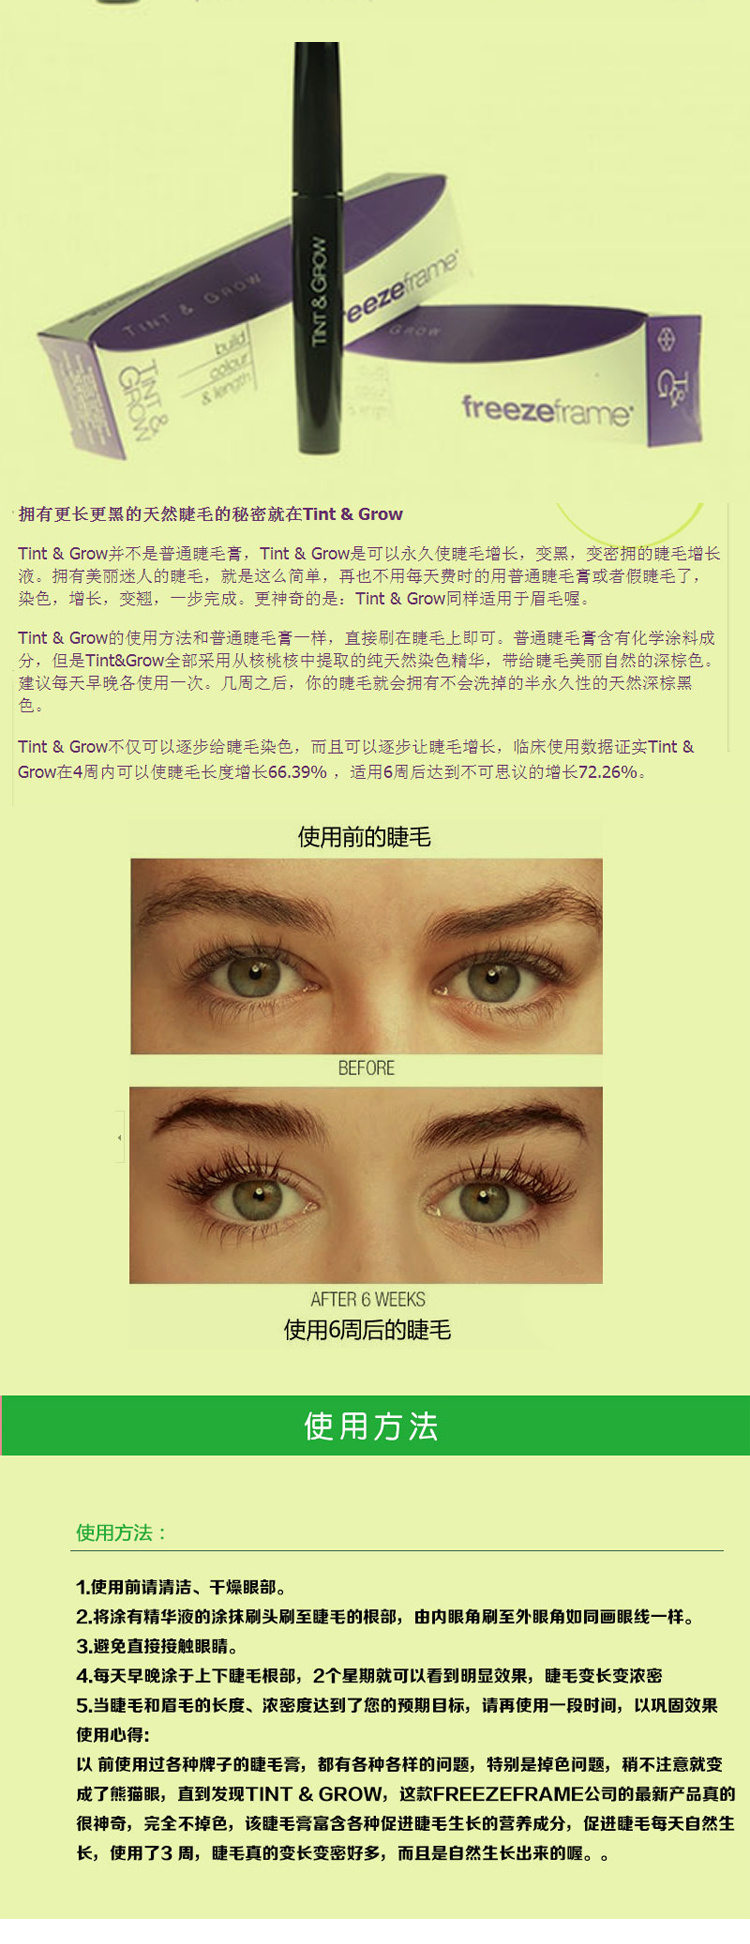 TINT & GROW
TINT & GROW
TINT & GROW
build
colour
& length
eezeframe
GROW
freezeframe
T&G
拥有更长更黑的天然睫毛的秘密就在Tint & Grow
Tint & Grow并不是普通睫毛膏，Tint & Grow是可以永久使睫毛增长，变黑，变密拥的睫毛增长
液。拥有美丽迷人的睫毛，就是这么简单，再也不用每天费时的用普通睫毛膏或者假睫毛了，
染色，增长，变翘，一步完成。更神奇的是：Tint & Grow同样适用于眉毛喔。
Tint & Grow的使用方法和普通睫毛膏一样，直接刷在睫毛上即可。普通睫毛膏含有化学涂料成
分，但是Tint&Grow全部采用从核桃核中提取的纯天然染色精华，带给睫毛美丽自然的深棕色。
建议每天早晚各使用一次。几周之后，你的睫毛就会拥有不会洗掉的半永久性的天然深棕黑
色。
Tint & Grow不仅可以逐步给睫毛染色，而且可以逐步让睫毛增长，临床使用数据证实Tint &
Grow在4周内可以使睫毛长度增长66.39% ，适用6周后达到不可思议的增长72.26%。
使用前的睫毛
BEFORE
AFTER 6 WEEKS
使用6周后的睫毛
使用方法
使用方法：
1.使用前请清洁、干燥眼部。
2.将涂有精华液的涂抹刷头刷至睫毛的根部，由内眼角刷至外眼角如同画眼线一样。
3.避免直接接触眼睛。
4.每天早晚涂于上下睫毛根部，2个星期就可以看到明显效果，睫毛变长变浓密
5.当睫毛和眉毛的长度、浓密度达到了您的预期目标，请再使用一段时间，以巩固效果
使用心得：
以 前使用过各种牌子的睫毛膏，都有各种各样的问题，特别是掉色问题，稍不注意就变
成了熊猫眼，直到发现TINT & GROW，这款FREEZEFRAME公司的最新产品真的
很神奇，完全不掉色，该睫毛膏富含各种促进睫毛生长的营养成分，促进睫毛每天自然生
长，使用了3 周，睫毛真的变长变密好多，而且是自然生长出来的喔。。